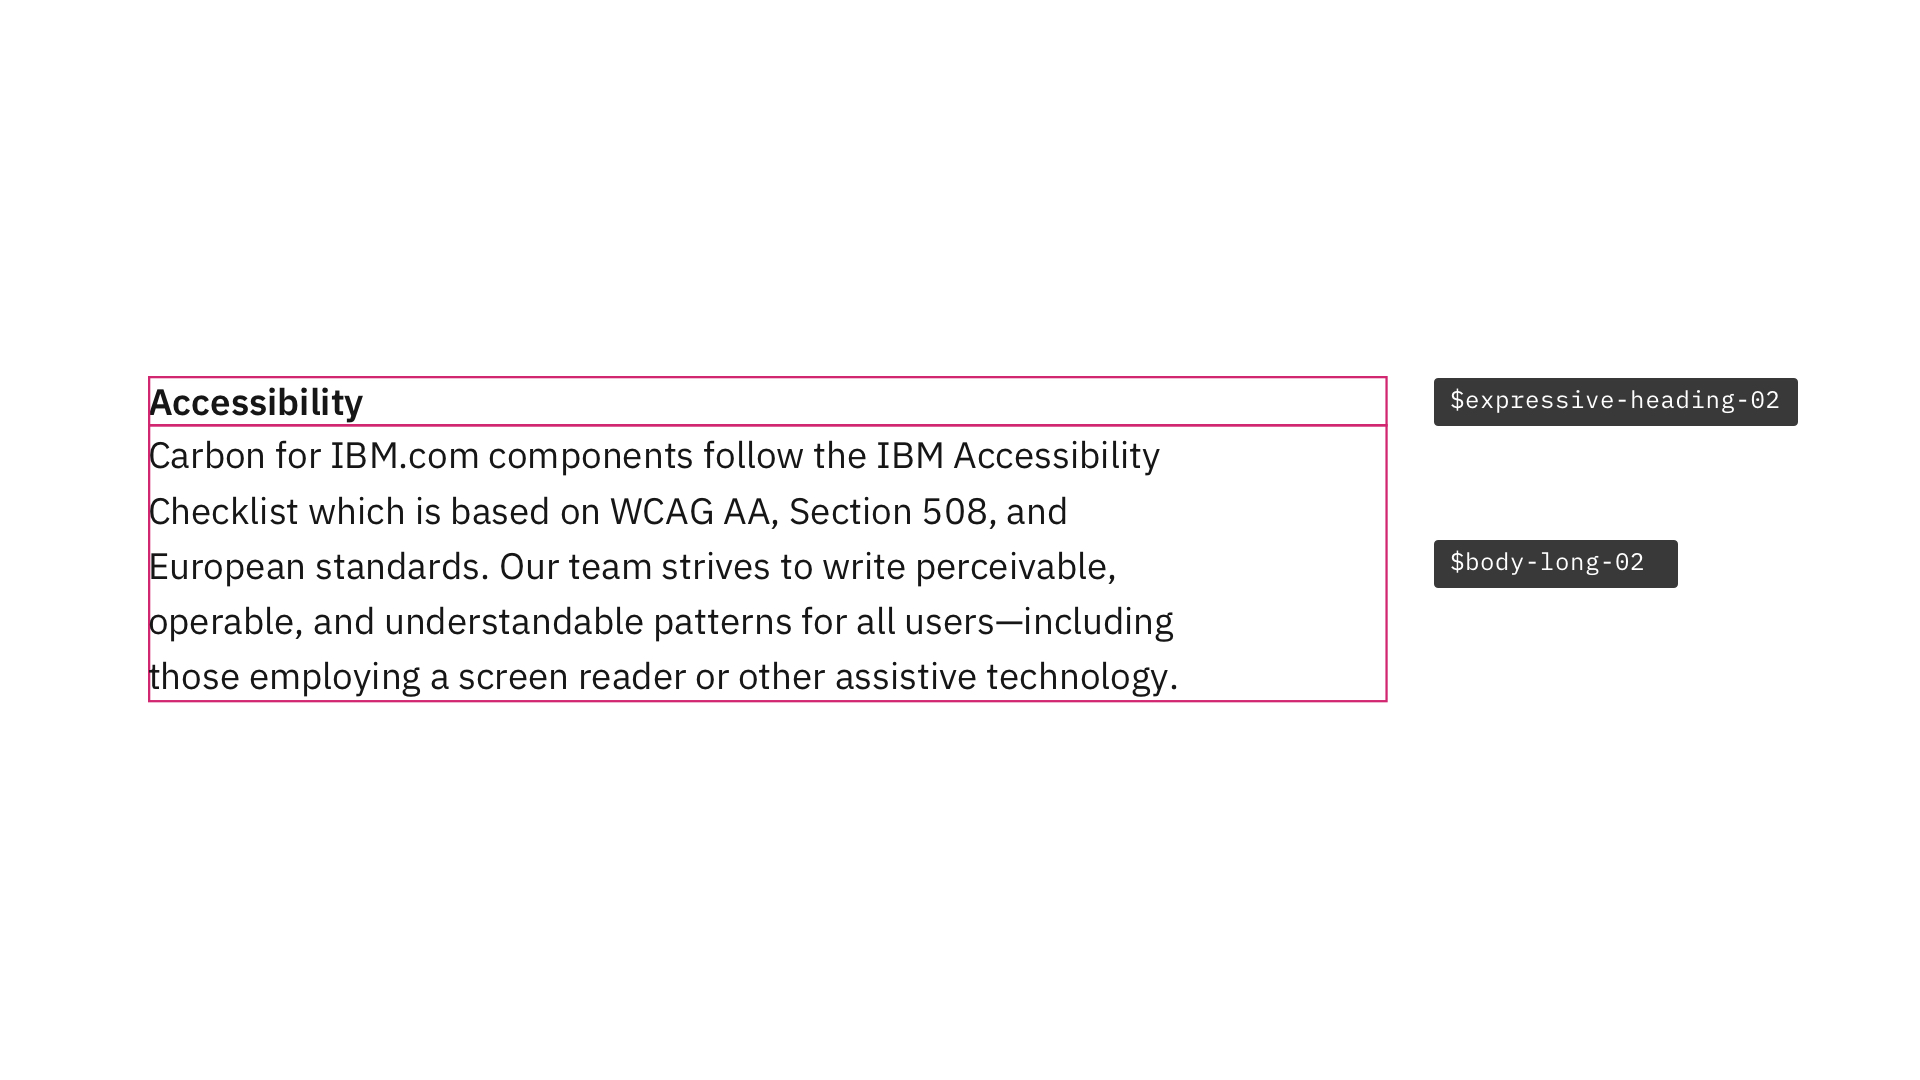 Accessibility
$expressive-heading-02
Carbon for IBM.com components follow the IBM Accessibility
Checklist which is based on WCAG AA, Section 508, and
European standards. Our team strives to write perceivable,
operable, and understandable patterns for all users—including
those employing a screen reader or other assistive technology.
$body-long-02